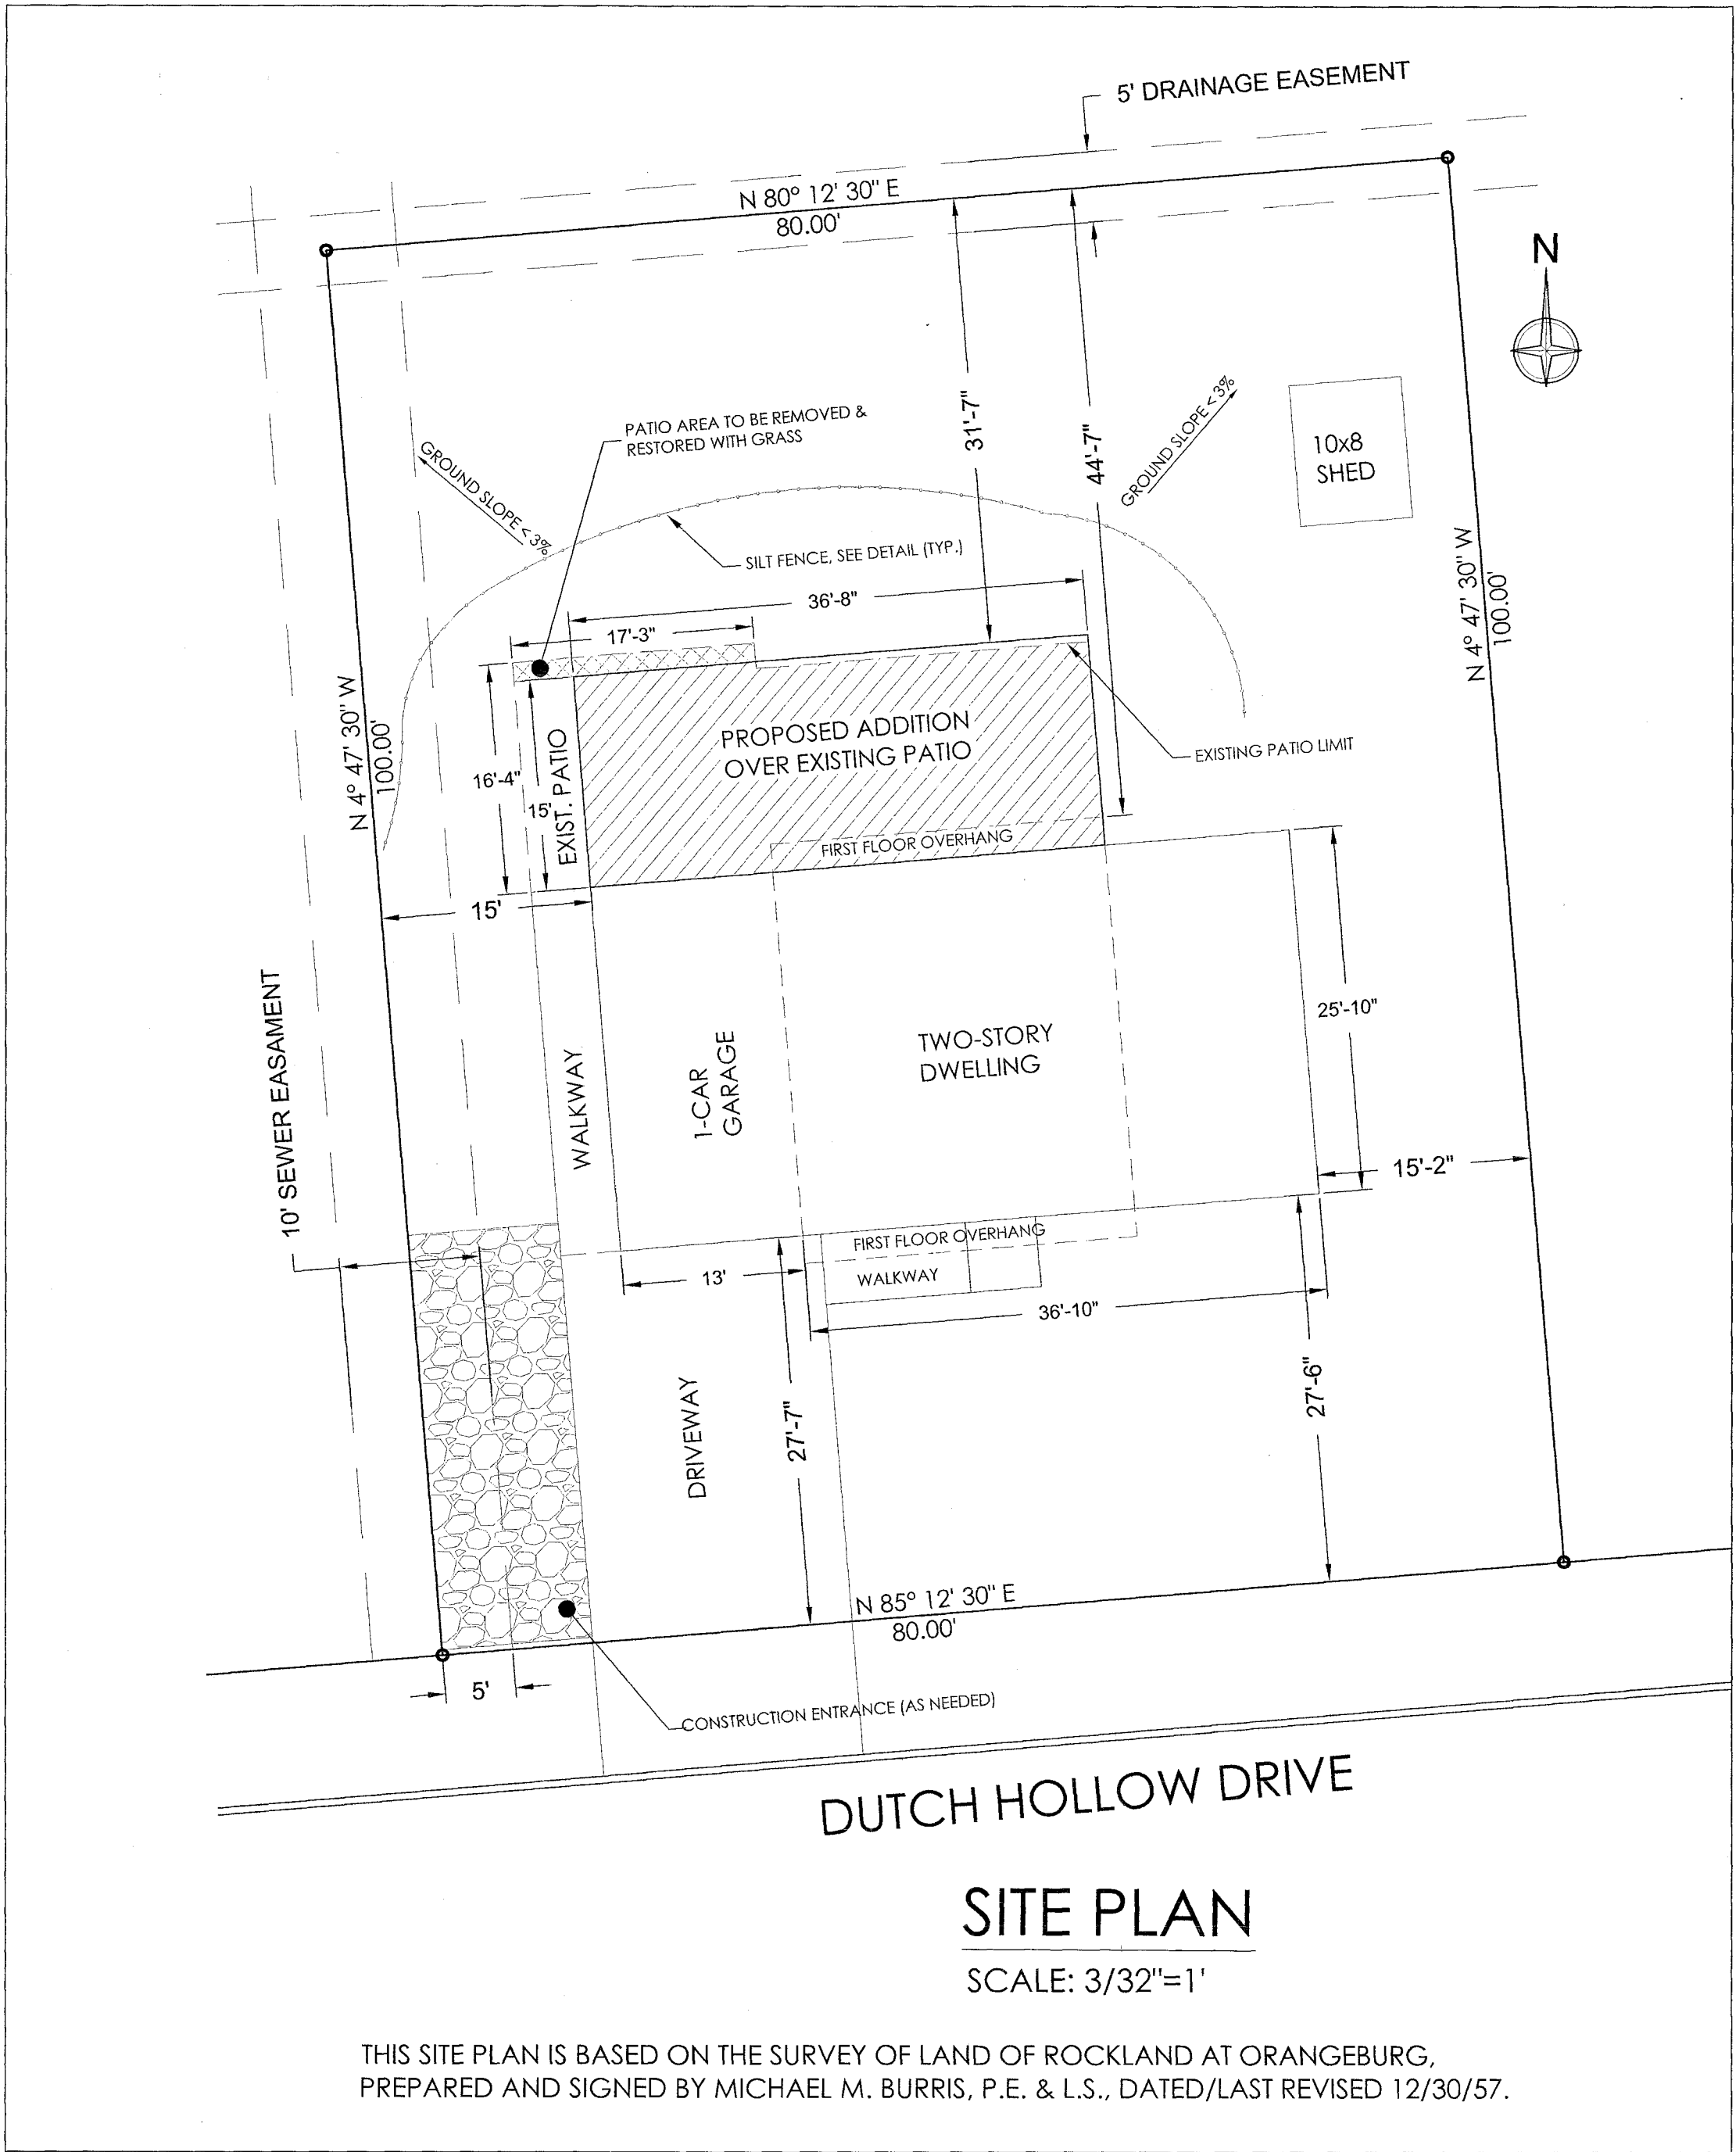 5' DRAINAGE EASEMENT
N 80° 12' 30" E
80.00'
N
31'-7"
44'-7"
GROUND SLOPE < 3%
10x8
SHED
PATIO AREA TO BE REMOVED &
RESTORED WITH GRASS
GROUND SLOPE < 3%
SILT FENCE, SEE DETAIL (TYP.)
36'-8"
17'-3"
N 4° 47' 30" W
100.00'
N 4° 47' 30" W
100.00'
PROPOSED ADDITION
OVER EXISTING PATIO
EXISTING PATIO LIMIT
16'-4"
15'
EXIST. PATIO
FIRST FLOOR OVERHANG
15'
25'-10"
TWO-STORY
DWELLING
1-CAR
GARAGE
WALKWAY
10' SEWER EASAMENT
15'-2"
FIRST FLOOR OVERHANG
WALKWAY
13'
36'-10"
27'-7"
27'-6"
DRIVEWAY
N 85° 12' 30" E
80.00'
5'
CONSTRUCTION ENTRANCE (AS NEEDED)
DUTCH HOLLOW DRIVE
SITE PLAN
SCALE: 3/32"=1'
THIS SITE PLAN IS BASED ON THE SURVEY OF LAND OF ROCKLAND AT ORANGEBURG,
PREPARED AND SIGNED BY MICHAEL M. BURRIS, P.E. & L.S., DATED/LAST REVISED 12/30/57.